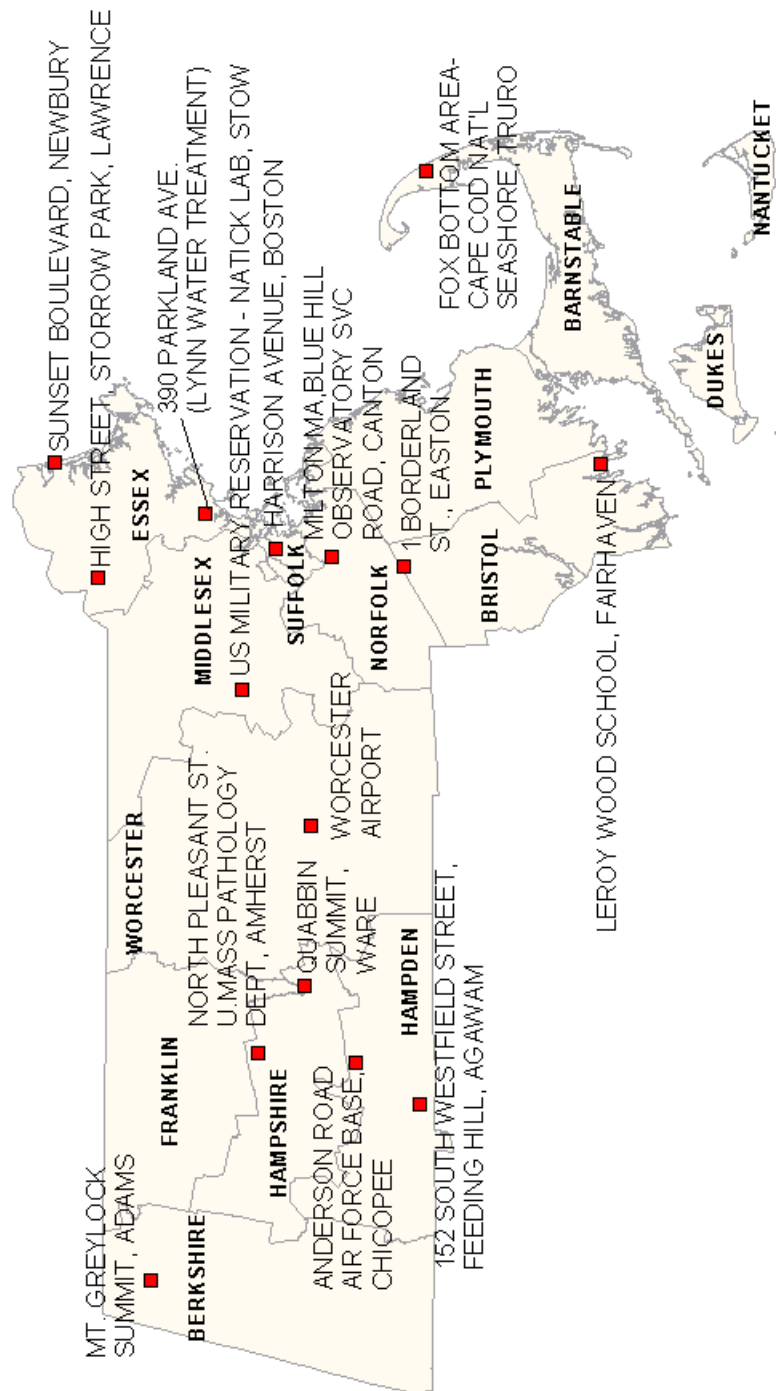 MT. GREYLOCK
SUMMIT, ADAMS
BERKSHIRE
FRANKLIN
NORTH PLEASANT ST.
U.MASS PATHOLOGY
DEPT, AMHERST
HAMPSHIRE
ANDERSON ROAD
AIR FORCE BASE,
CHICOPEE
152 SOUTH WESTFIELD STREET,
FEEDING HILL, AGAWAM
HAMPDEN
QUABBIN
SUMMIT,
WARE
WORCESTER
WORCESTER
AIRPORT
SUNSET BOULEVARD, NEWBURY
HIGH STREET, STORROW PARK, LAWRENCE
ESSEX
390 PARKLAND AVE.
(LYNN WATER TREATMENT)
MIDDLESEX
US MILITARY RESERVATION - NATICK LAB, STOW
HARRISON AVENUE, BOSTON
SUFFOLK
MILTON MA,BLUE HILL
OBSERVATORY SVC
ROAD, CANTON
NORFOLK
1 BORDERLAND
ST., EASTON
BRISTOL
PLYMOUTH
LEROY WOOD SCHOOL, FAIRHAVEN
FOX BOTTOM AREA-
CAPE COD NAT'L
SEASHORE, TRURO
BARNSTABLE
DUKES
NANTUCKET